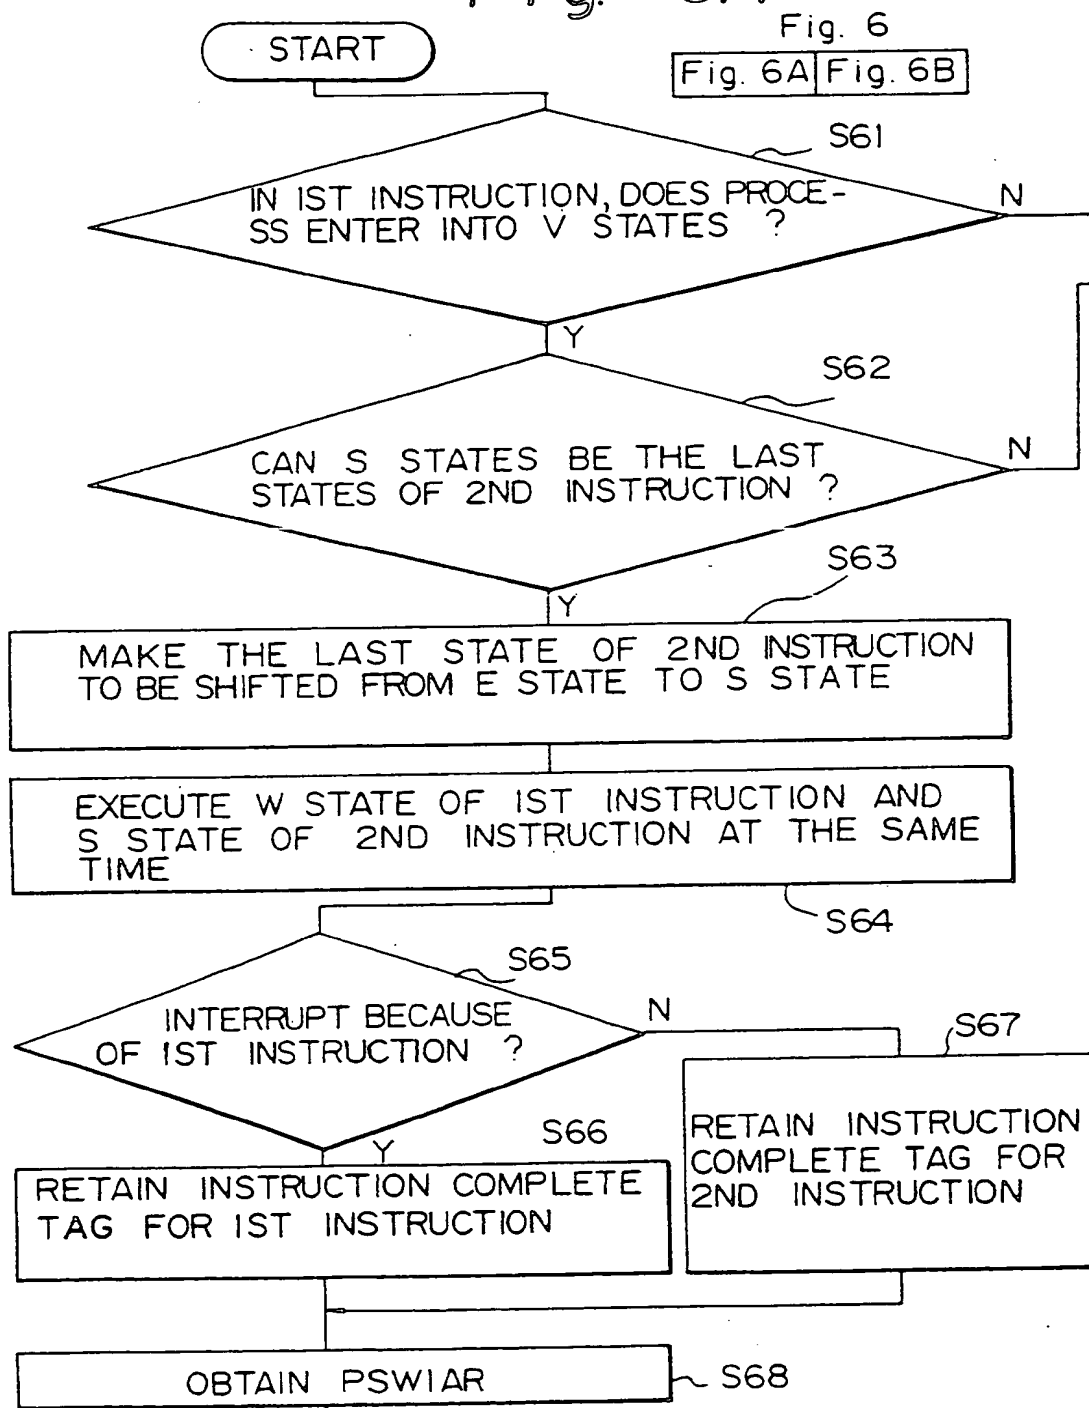 Fig. 6
Fig. 6A Fig. 6B
START
S61
IN 1ST INSTRUCTION, DOES PROCE-
SS ENTER INTO V STATES ?
N
Y
S62
CAN S STATES BE THE LAST
STATES OF 2ND INSTRUCTION ?
N
Y
S63
MAKE THE LAST STATE OF 2ND INSTRUCTION
TO BE SHIFTED FROM E STATE TO S STATE
EXECUTE W STATE OF 1ST INSTRUCTION AND
S STATE OF 2ND INSTRUCTION AT THE SAME
TIME
S64
S65
INTERRUPT BECAUSE
OF 1ST INSTRUCTION ?
N
Y
S66
RETAIN INSTRUCTION COMPLETE
TAG FOR 1ST INSTRUCTION
S67
RETAIN INSTRUCTION
COMPLETE TAG FOR
2ND INSTRUCTION
OBTAIN PSWIAR
S68